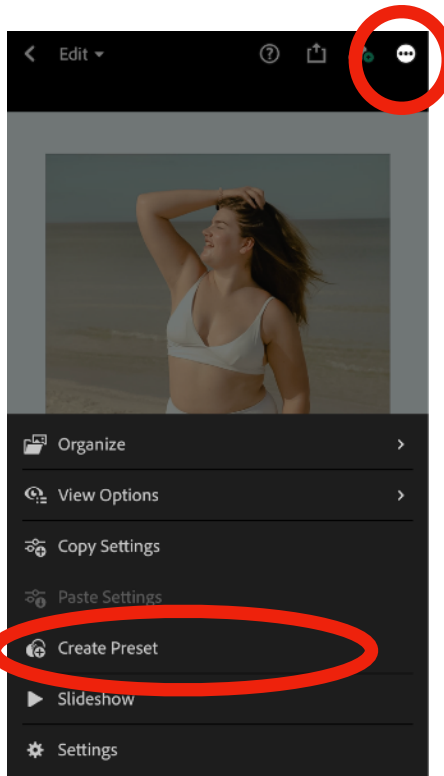 Edit
Organize
View Options
Copy Settings
Paste Settings
Create Preset
Slideshow
Settings